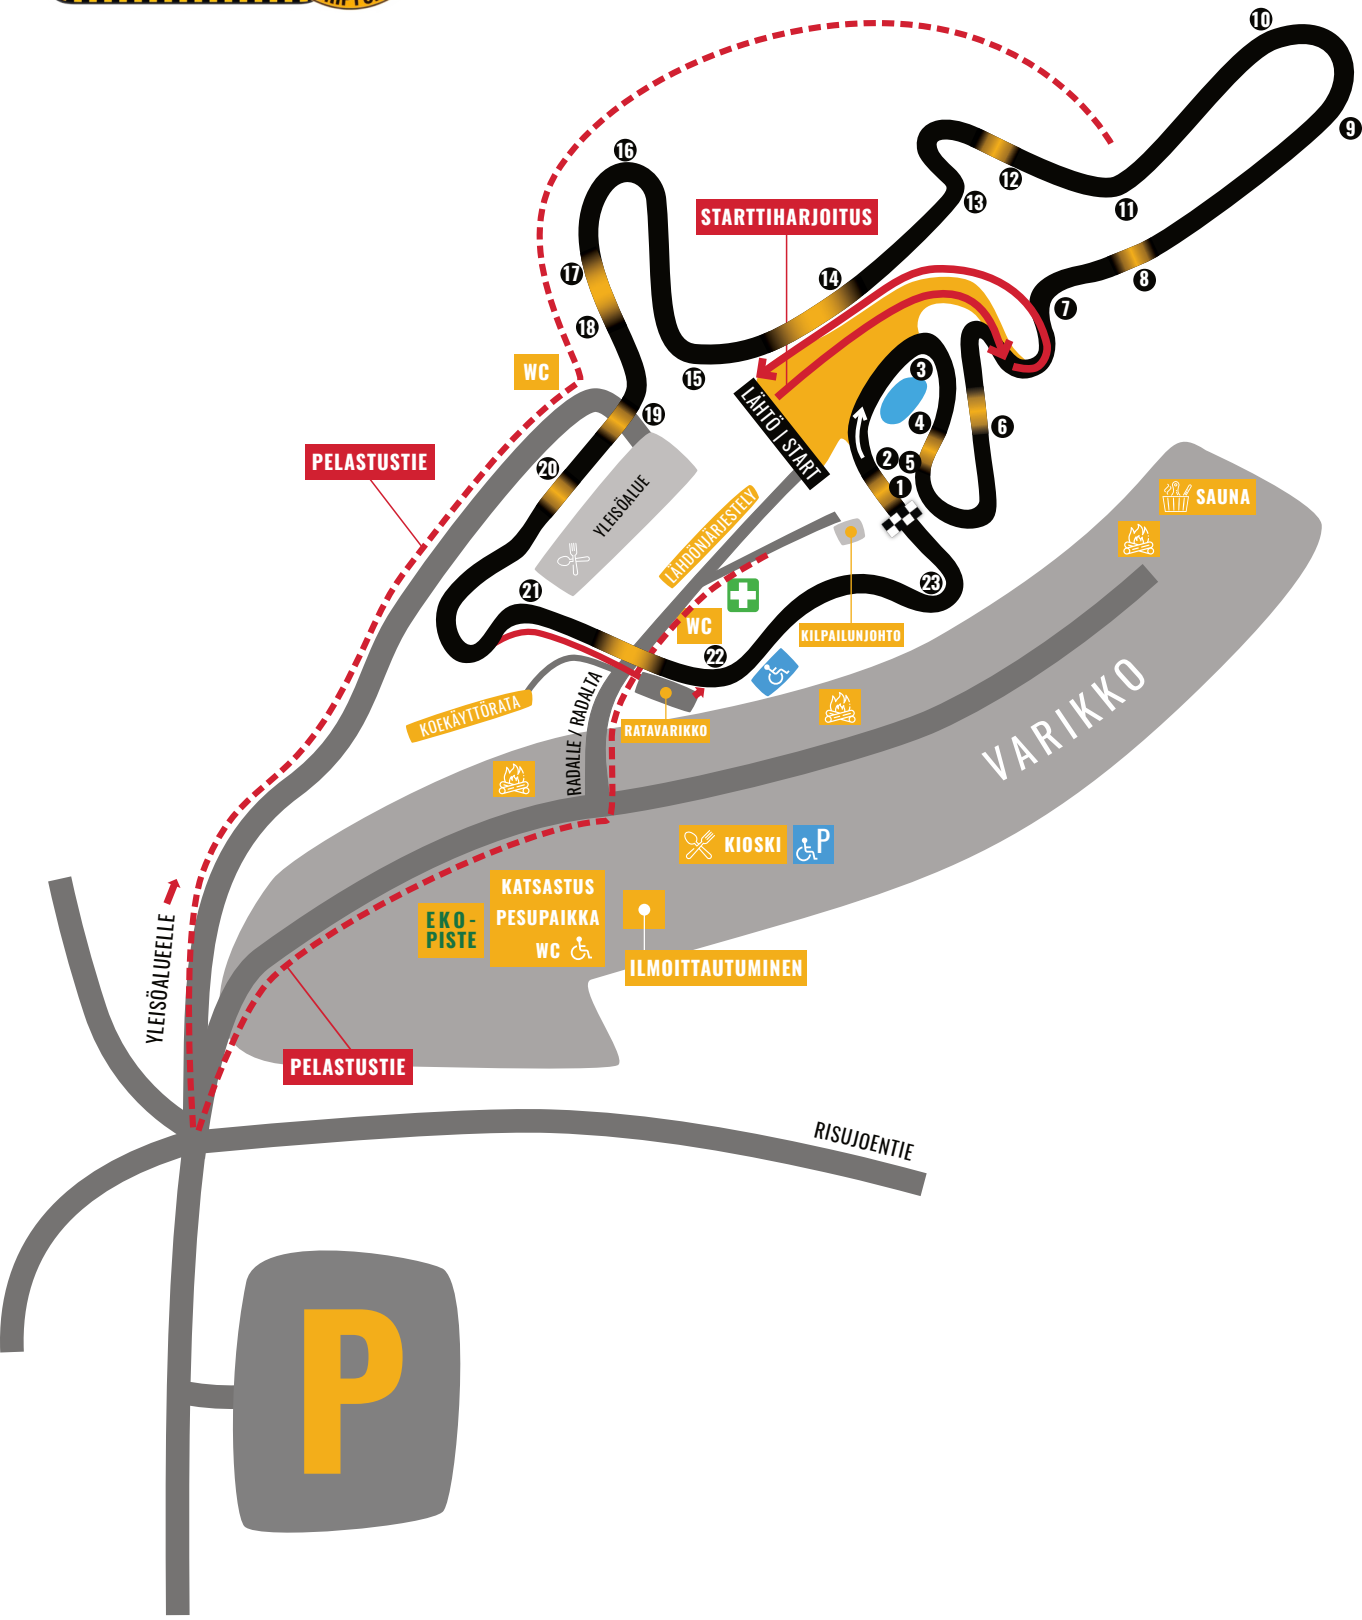 10
9
16
12
13
11
STARTTIHARJOITUS
17
14
8
7
18
WC
15
3
LÄHTÖ | START
19
4
6
PELASTUSTIE
20
2
5
1
YLEISÖALUE
LÄHDÖNJÄRJESTELY
SAUNA
21
23
WC
KILPAILUNJOHTO
22
KOEKÄYTTÖRATA
RADALLE / RADALTA
RATAVARIKKO
VARIKKO
KIOSKI
P
KATSASTUS
PESUPAIKKA
WC
EKO-
PISTE
ILMOITTAUTUMINEN
YLEISÖALUEELLE
PELASTUSTIE
RISUJOENTIE
P